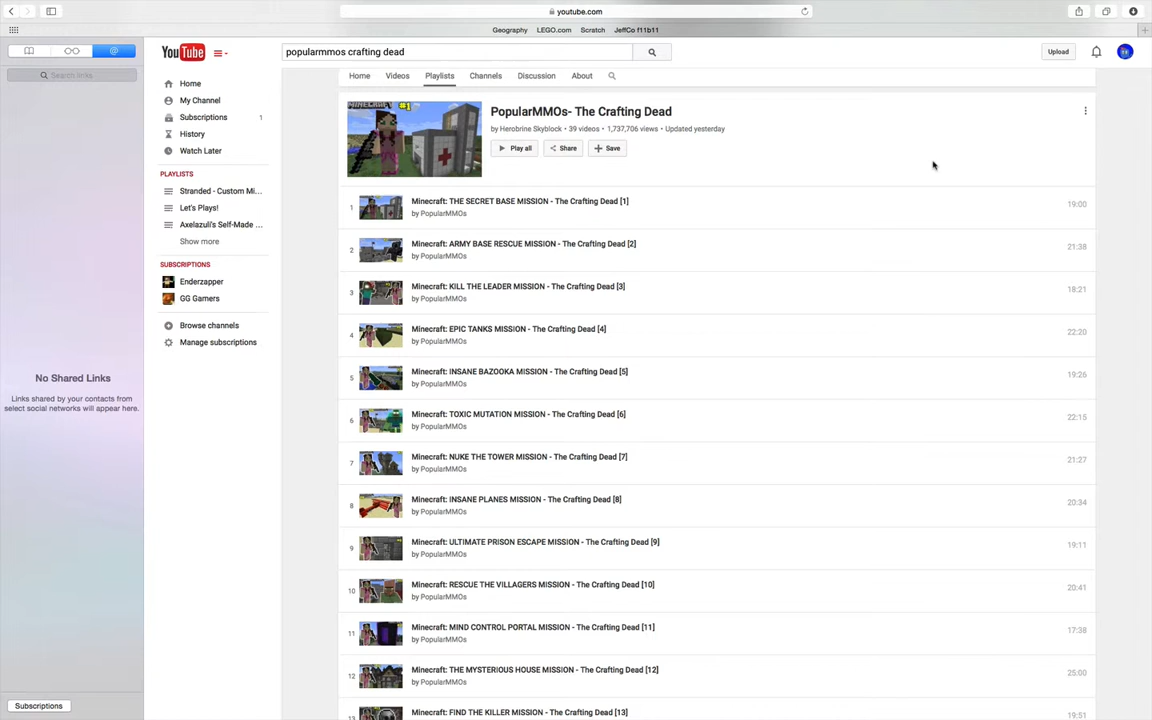 youtube.com
Geography LEGO.com Scratch JeffCo f11b11
Search links
YouTube
popularmmos crafting dead
Upload
Home
My Channel
Subscriptions 1
History
Watch Later
PLAYLISTS
Stranded - Custom Mi...
Let's Plays!
Axelazuli's Self-Made ...
Show more
SUBSCRIPTIONS
Enderzapper
GG Gamers
Browse channels
Manage subscriptions
No Shared Links
Links shared by your contacts from
select social networks will appear here.
Subscriptions
Home Videos Playlists Channels Discussion About
MINECRAFT #1
PopularMMOs- The Crafting Dead
by Herobrine Skyblock • 39 videos • 1,737,706 views • Updated yesterday
Play all Share Save
1 Minecraft: THE SECRET BASE MISSION - The Crafting Dead [1] 19:00
by PopularMMOs
2 Minecraft: ARMY BASE RESCUE MISSION - The Crafting Dead [2] 21:38
by PopularMMOs
3 Minecraft: KILL THE LEADER MISSION - The Crafting Dead [3] 18:21
by PopularMMOs
4 Minecraft: EPIC TANKS MISSION - The Crafting Dead [4] 22:20
by PopularMMOs
5 Minecraft: INSANE BAZOOKA MISSION - The Crafting Dead [5] 19:26
by PopularMMOs
6 Minecraft: TOXIC MUTATION MISSION - The Crafting Dead [6] 22:15
by PopularMMOs
7 Minecraft: NUKE THE TOWER MISSION - The Crafting Dead [7] 21:27
by PopularMMOs
8 Minecraft: INSANE PLANES MISSION - The Crafting Dead [8] 20:34
by PopularMMOs
9 Minecraft: ULTIMATE PRISON ESCAPE MISSION - The Crafting Dead [9] 19:11
by PopularMMOs
10 Minecraft: RESCUE THE VILLAGERS MISSION - The Crafting Dead [10] 20:41
by PopularMMOs
11 Minecraft: MIND CONTROL PORTAL MISSION - The Crafting Dead [11] 17:38
by PopularMMOs
12 Minecraft: THE MYSTERIOUS HOUSE MISSION - The Crafting Dead [12] 25:00
by PopularMMOs
13 Minecraft: FIND THE KILLER MISSION - The Crafting Dead [13] 19:51